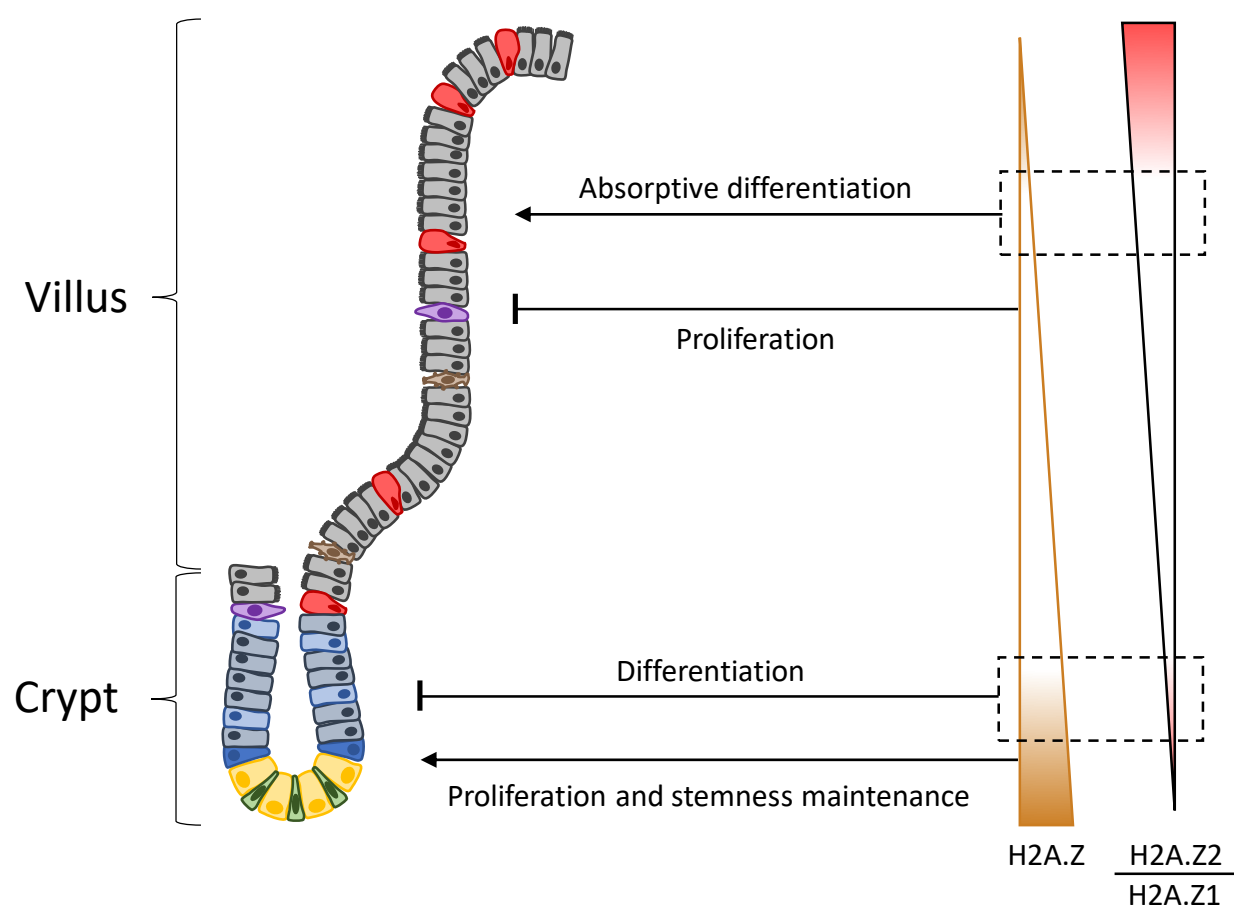 Absorptive differentiation
Villus
Proliferation
Differentiation
Crypt
Proliferation and stemness maintenance
H2A.Z
H2A.Z2
H2A.Z1